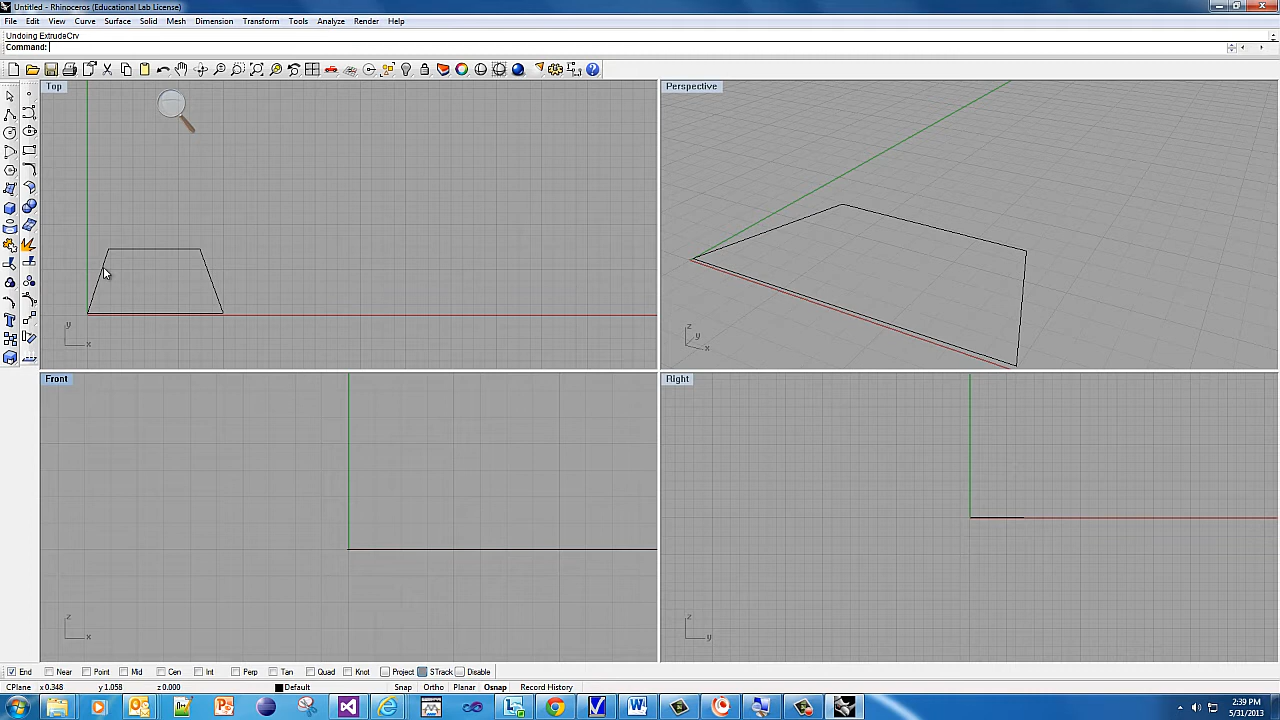 Untitled - Rhinoceros (Educational Lab License)
File Edit View Curve Surface Solid Mesh Dimension Transform Tools Analyze Render Help
Undoing ExtrudeCrv
Command:
Top
Perspective
y
x
z
y
x
Front
Right
z
x
z
y
End Near Point Mid Cen Int Perp Tan Quad Knot Project STrack Disable
CPlane x 0.348 y 1.058 z 0.000 Default Snap Ortho Planar Osnap Record History
2:39 PM
5/31/2013